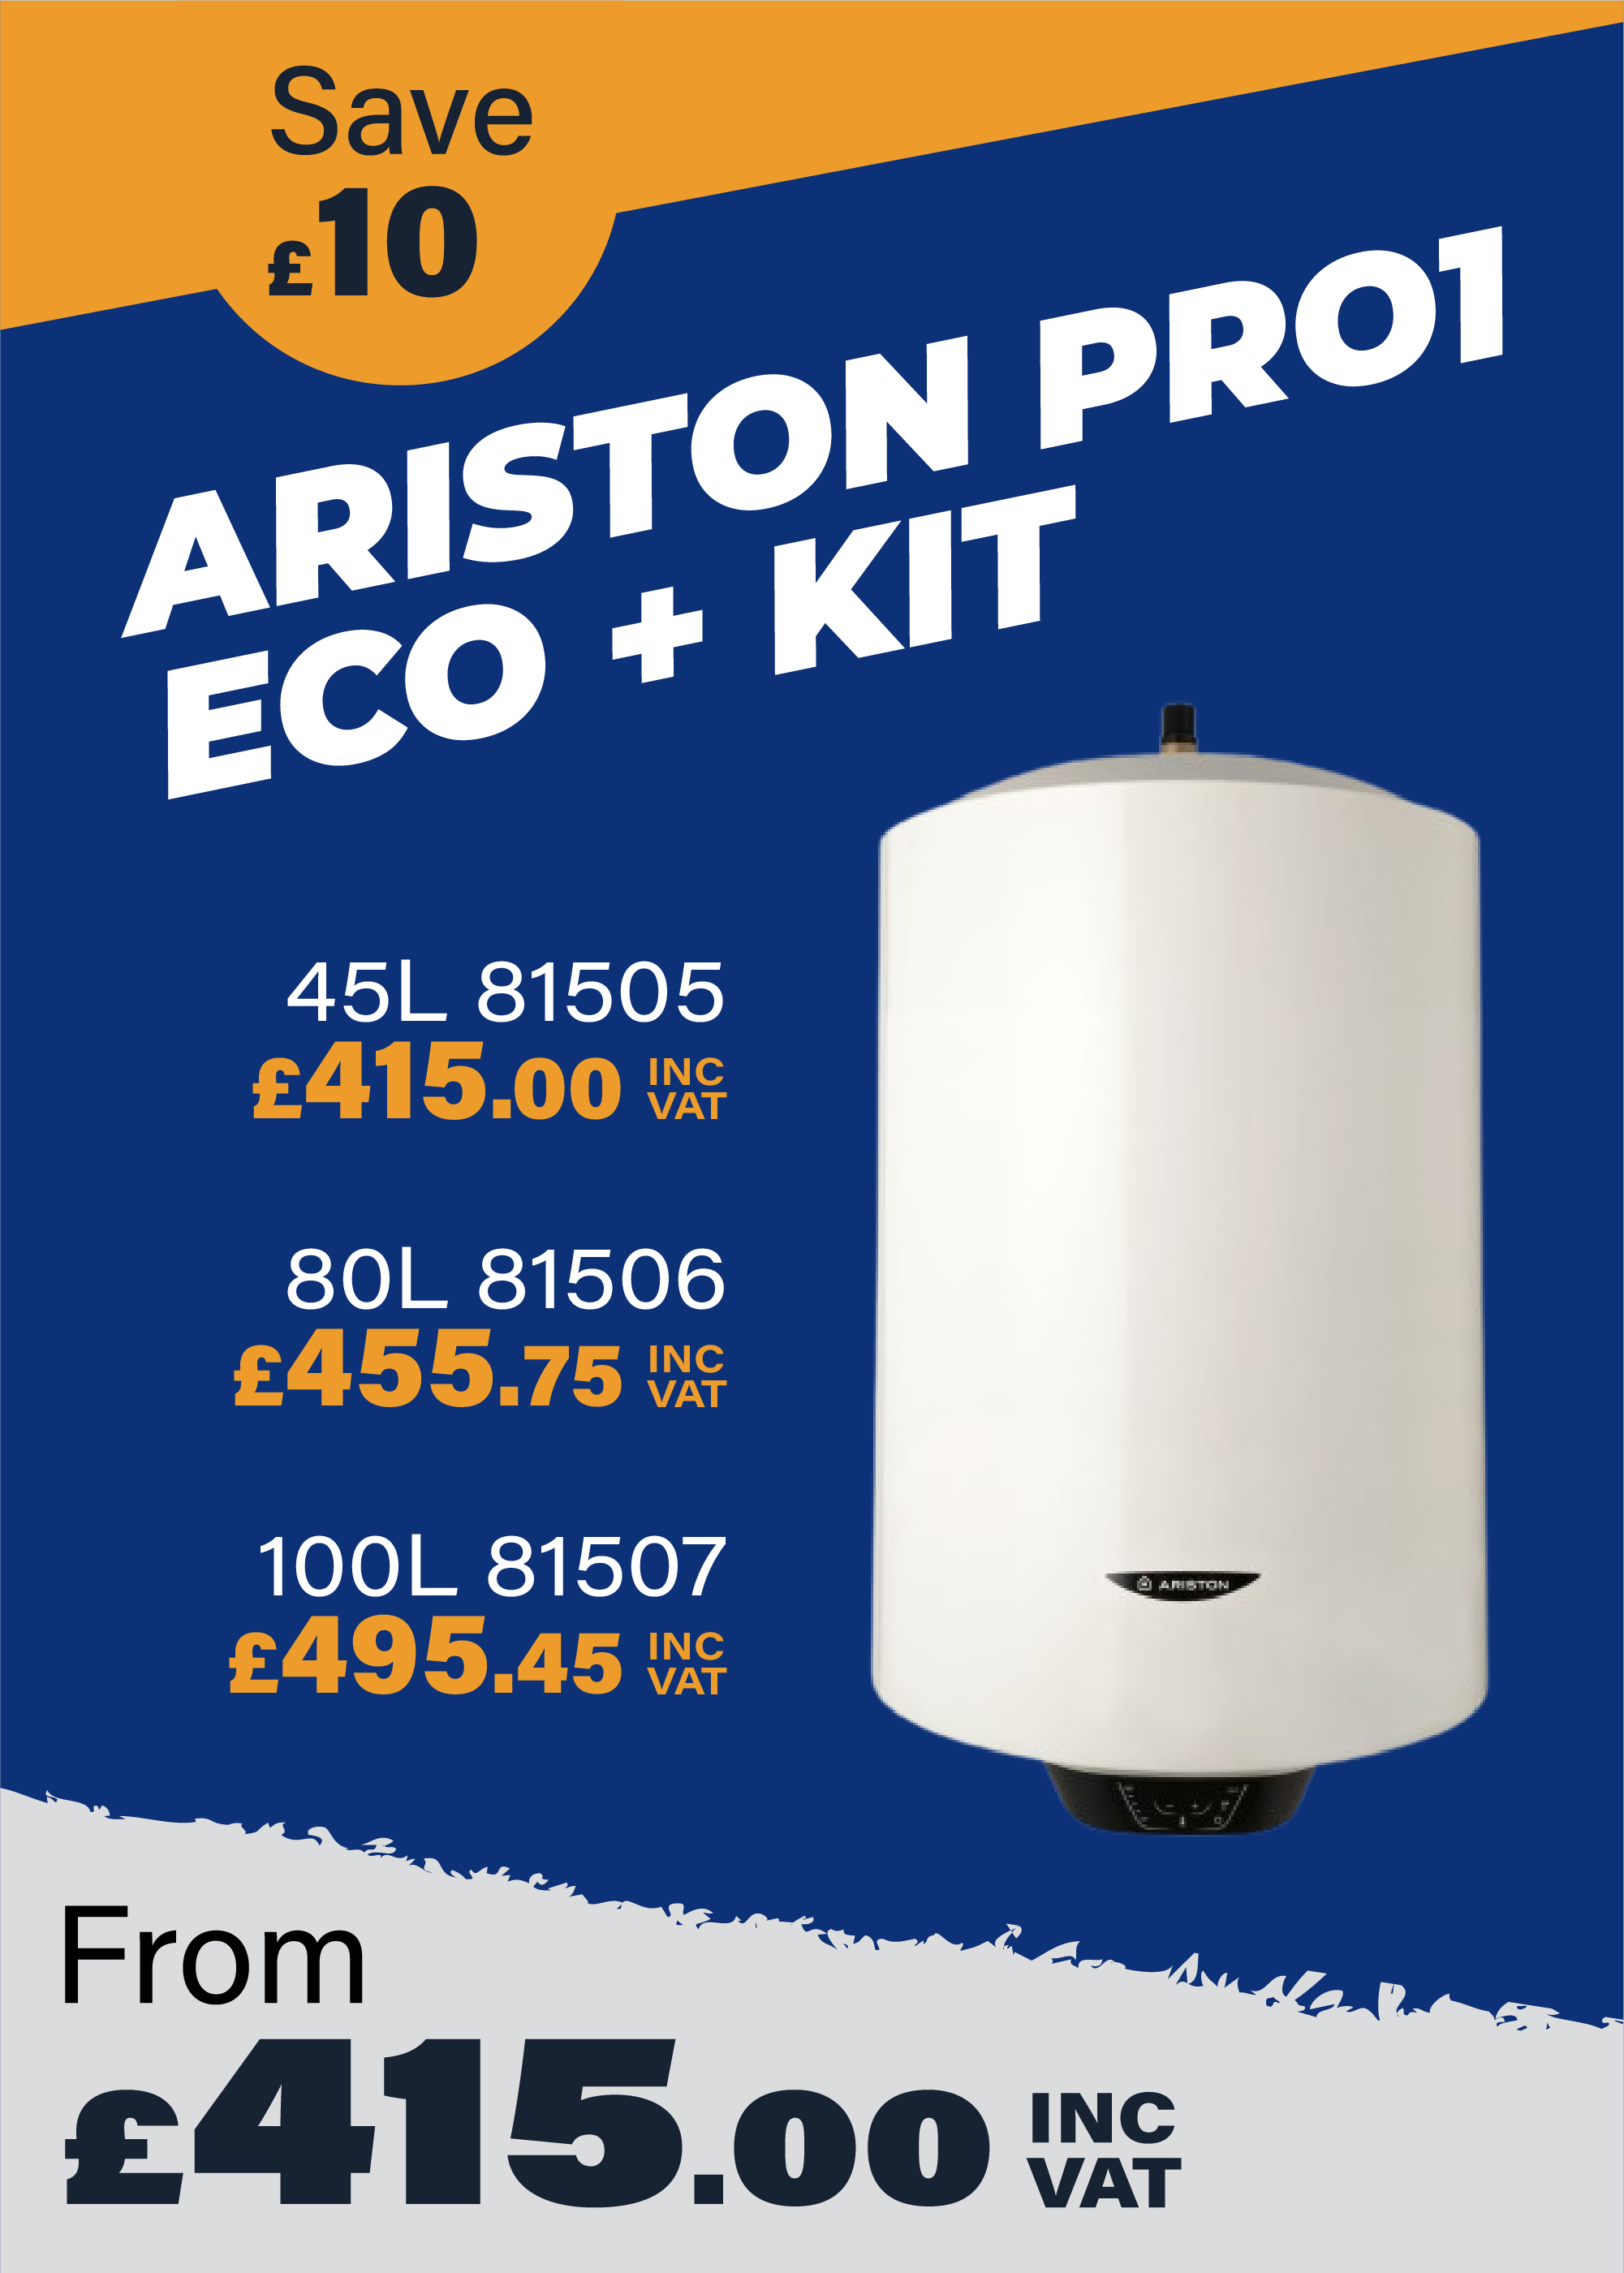 Save
£10
ARISTON PRO1
ECO + KIT
45L 81505
£415.00 INC VAT
80L 81506
£455.75 INC VAT
100L 81507
£495.45 INC VAT
ARISTON
From
£415.00 INC VAT